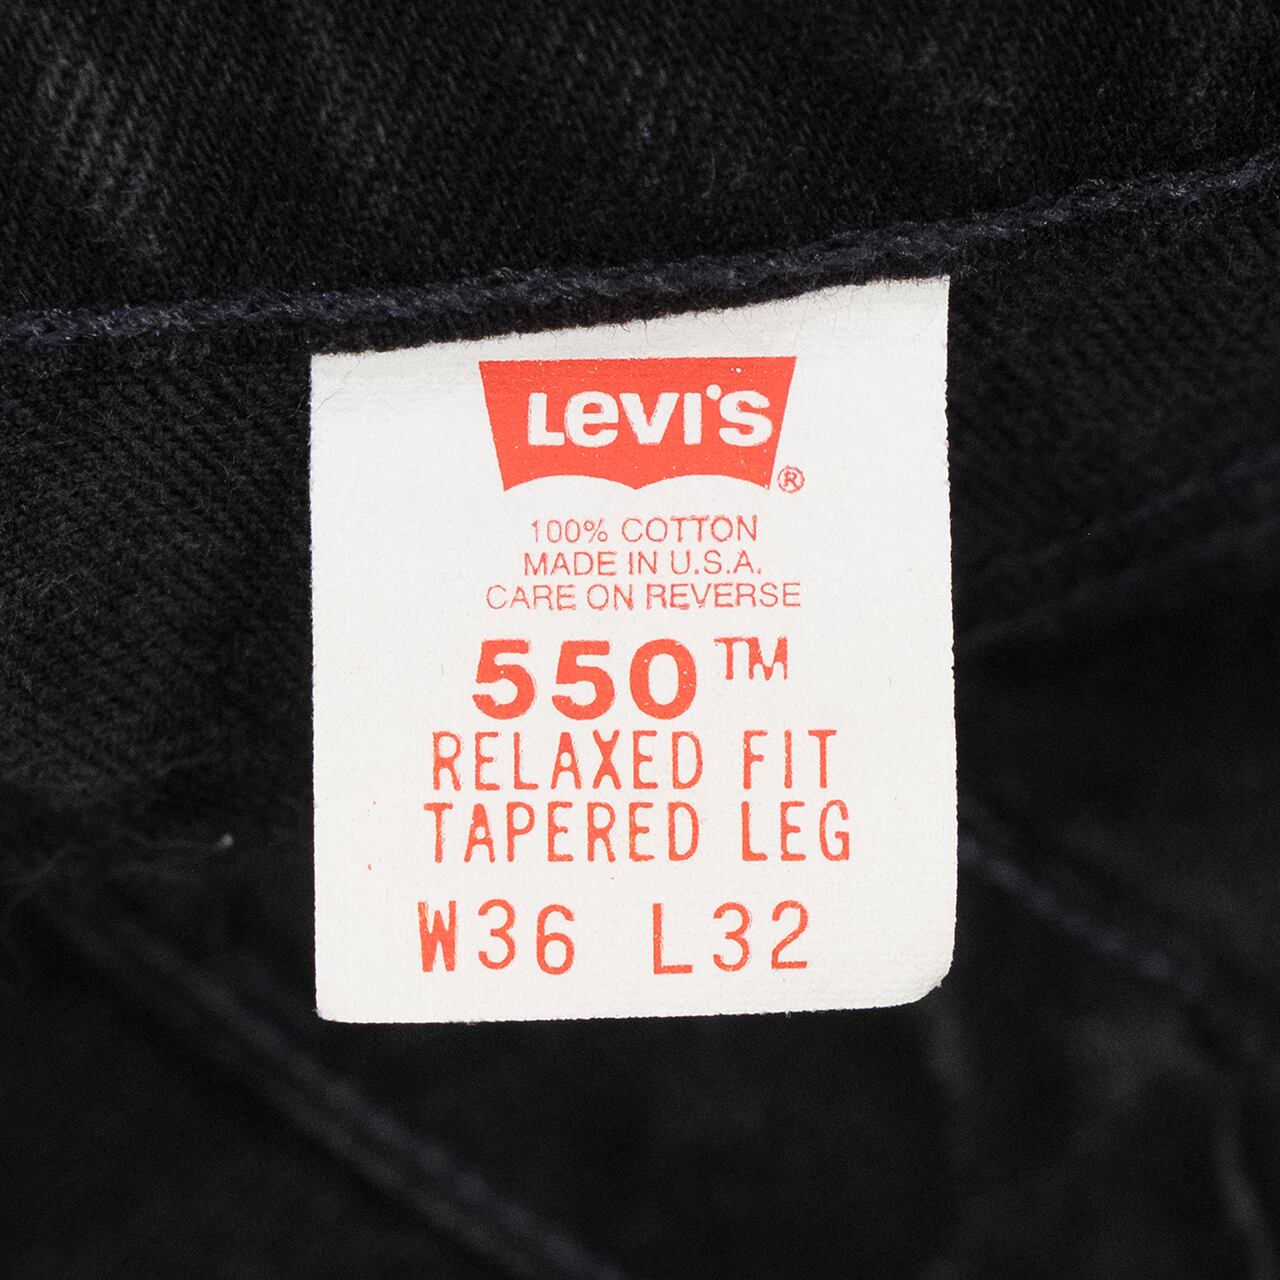 Levi's
®
100% COTTON
MADE IN U.S.A.
CARE ON REVERSE
550™
RELAXED FIT
TAPERED LEG
W36 L32